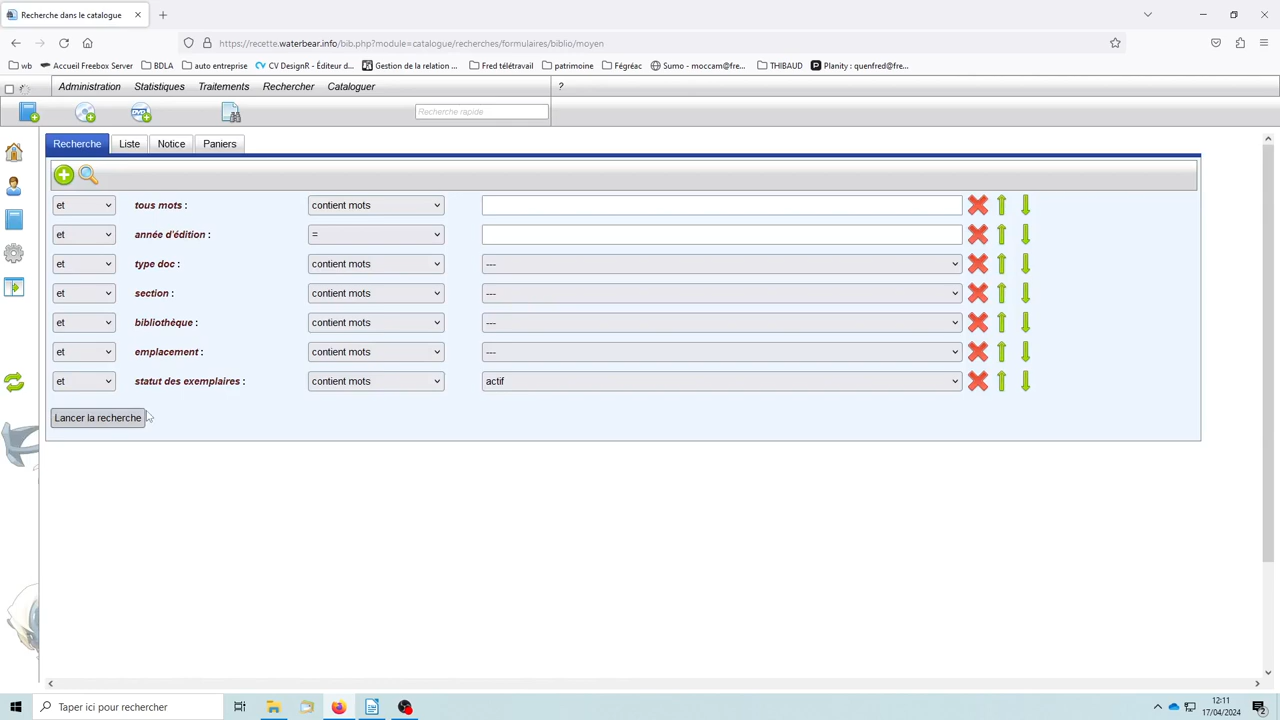 Recherche dans le catalogue
https://recette.waterbear.info/bib.php?module=catalogue/recherches/formulaires/biblio/moyen
wb Accueil Freebox Server BDLA auto entreprise CV DesignR - Éditeur d... Gestion de la relation ... Fred télétravail patrimoine Fégréac Sumo - moccam@fre... THIBAUD Planity : quenfred@fre...
Administration Statistiques Traitements Rechercher Cataloguer ?
Recherche rapide
Recherche Liste Notice Paniers
et tous mots : contient mots
et année d'édition : =
et type doc : contient mots ---
et section : contient mots ---
et bibliothèque : contient mots ---
et emplacement : contient mots ---
et statut des exemplaires : contient mots actif
Lancer la recherche
Taper ici pour rechercher
12:11
17/04/2024
2